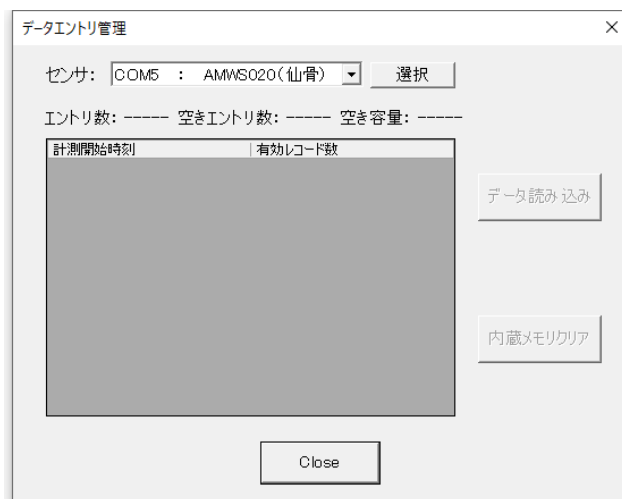 データエントリ管理
センサ: COM5 : AMWS020(仙骨) 選択
エントリ数: ----- 空きエントリ数: ----- 空き容量: -----
計測開始時刻 有効レコード数
データ読み込み
内蔵メモリクリア
Close